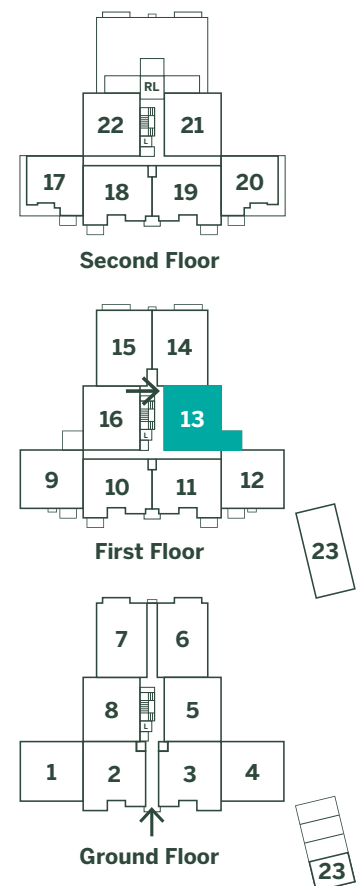 RL
22 21
L
17 18 19 20
Second Floor
15 14
16 13
L
9 10 11 12
First Floor
23
7 6
8 5
L
1 2 3 4
Ground Floor
23